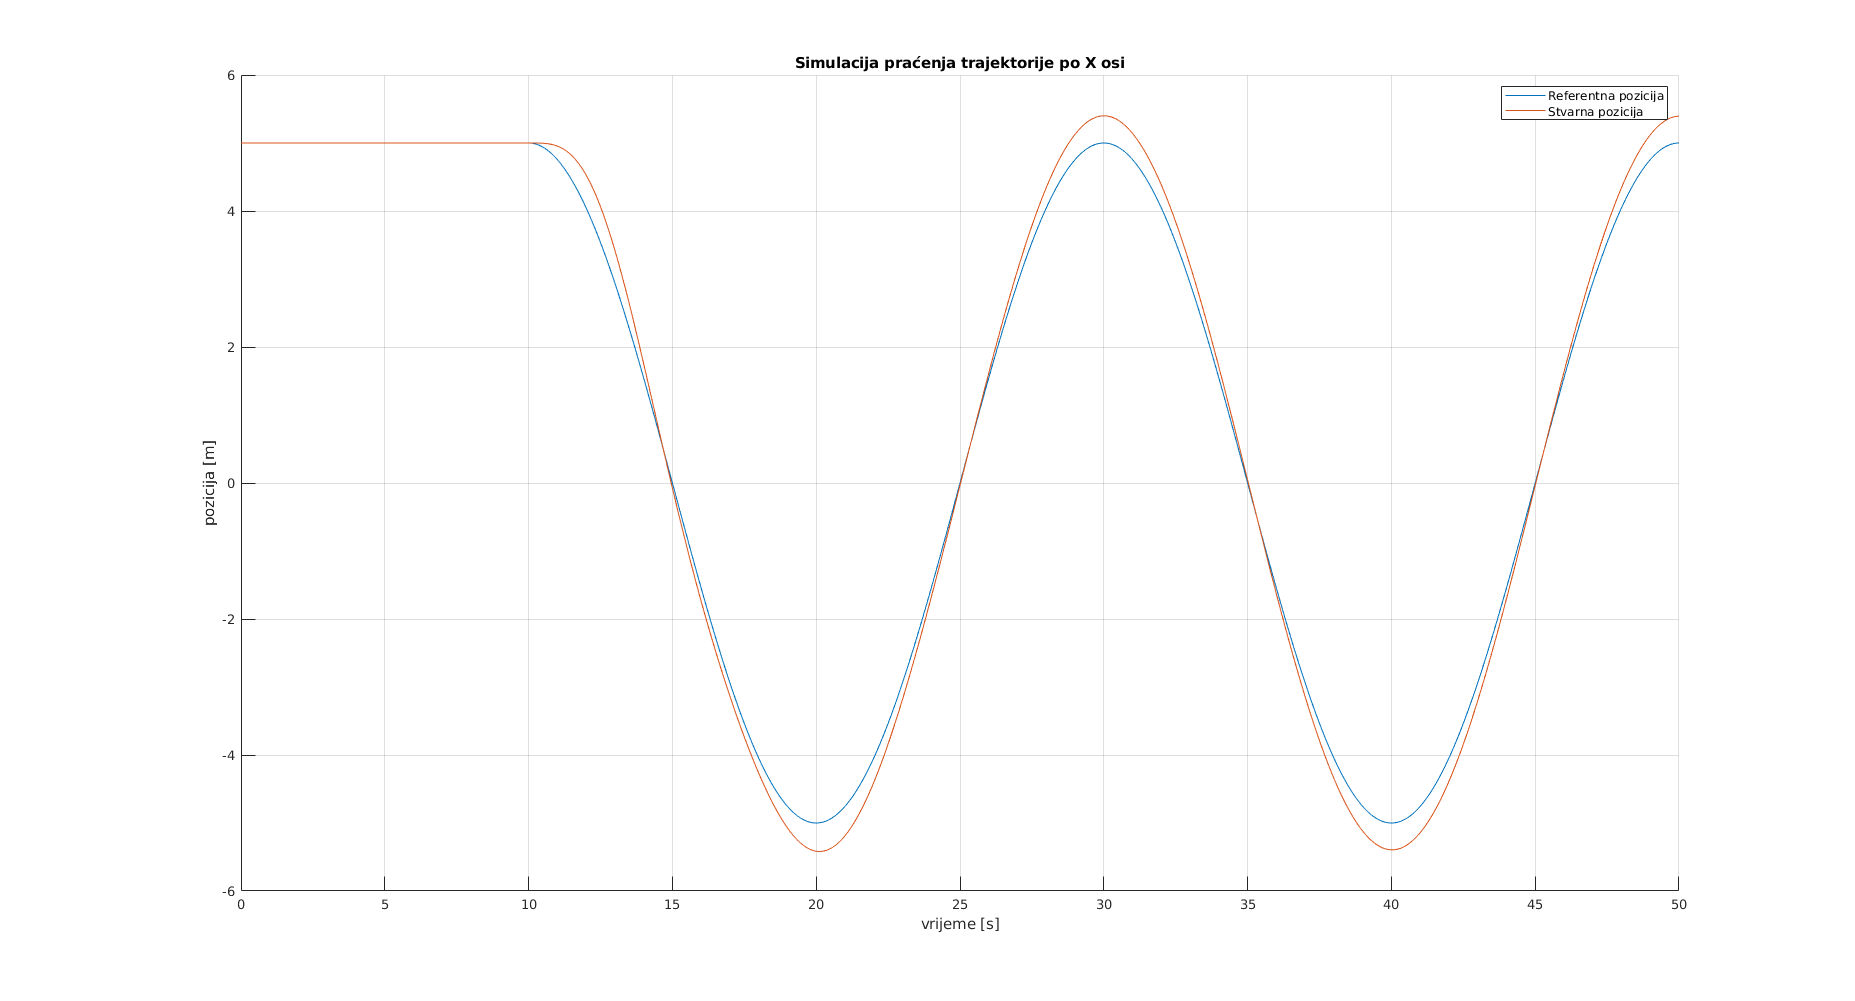 Simulacija praćenja trajektorije po X osi
Referentna pozicija
Stvarna pozicija
6
4
2
0
-2
-4
-6
pozicija [m]
0 5 10 15 20 25 30 35 40 45 50
vrijeme [s]